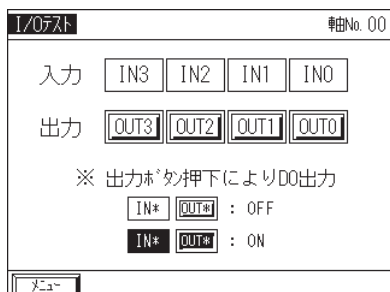 I/Oテスト 軸No. 00
入力 IN3 IN2 IN1 IN0
出力 OUT3 OUT2 OUT1 OUT0
※ 出力ボタン押下によりDO出力
IN* OUT* : OFF
IN* OUT* : ON
メニュー